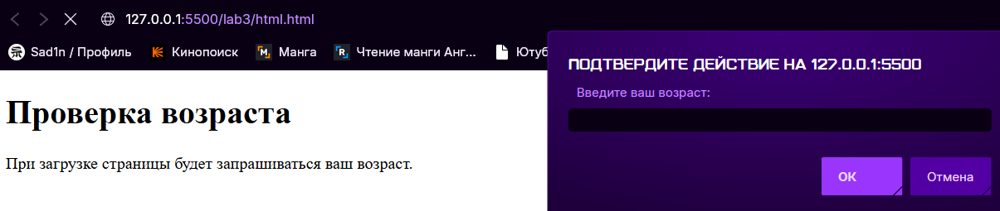 127.0.0.1:5500/lab3/html.html
Sad1n / Профиль Кинопоиск Манга Чтение манги Анг... Ютуб
ПОДТВЕРДИТЕ ДЕЙСТВИЕ НА 127.0.0.1:5500
Введите ваш возраст:
ОК Отмена
Проверка возраста
При загрузке страницы будет запрашиваться ваш возраст.